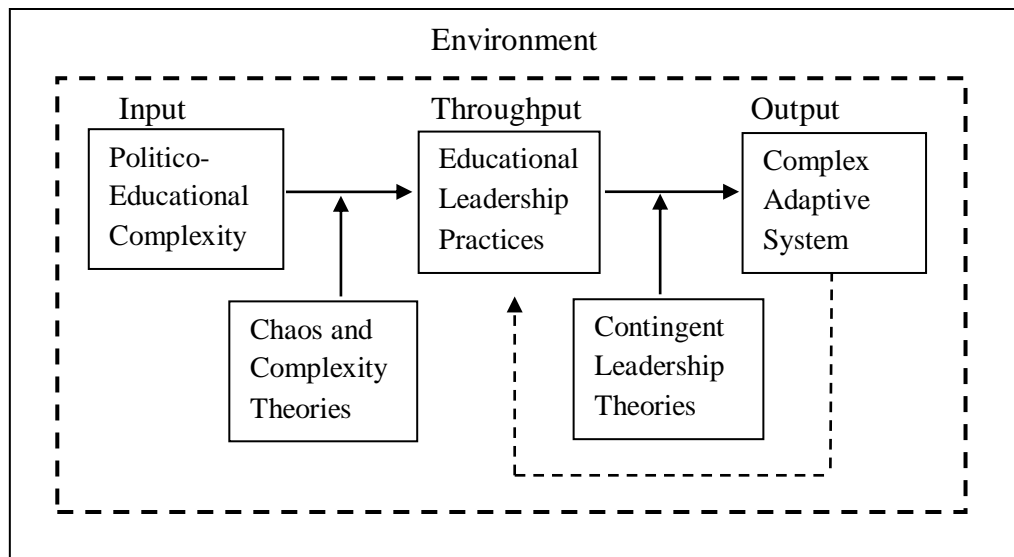 Environment
Input
Throughput
Output
Politico-
Educational
Complexity
Educational
Leadership
Practices
Complex
Adaptive
System
Chaos and
Complexity
Theories
Contingent
Leadership
Theories